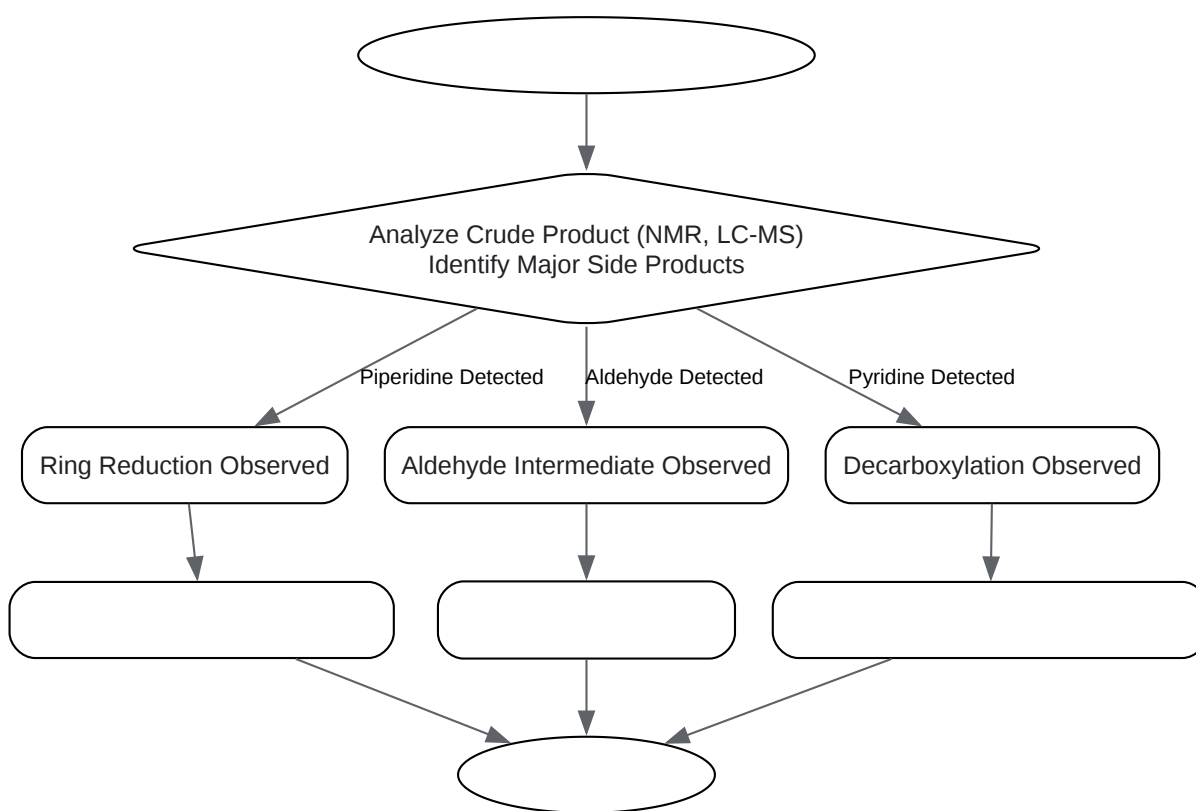 Analyze Crude Product (NMR, LC-MS)
Identify Major Side Products
Piperidine Detected
Aldehyde Detected
Pyridine Detected
Ring Reduction Observed
Aldehyde Intermediate Observed
Decarboxylation Observed